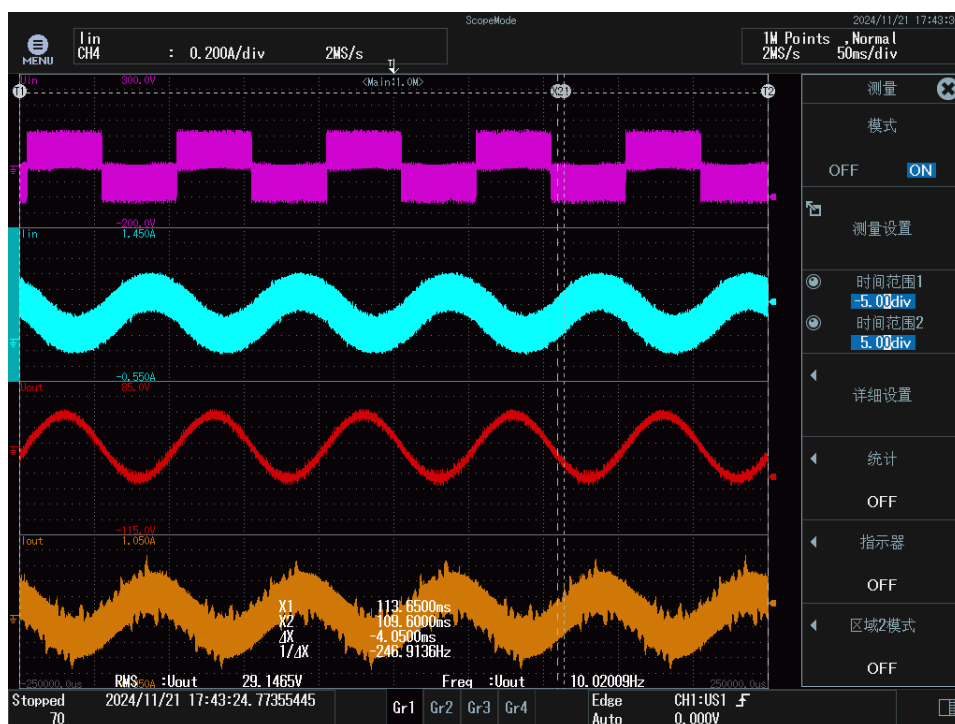 ScopeMode
2024/11/21 17:43:3
MENU
Iin
CH4 : 0.200A/div 2MS/s
1M Points ,Normal
2MS/s 50ms/div
Uin 300.0V
<Main:1.0M>
T1
X21
T2
-200.0V
Iin 1.450A
-0.550A
Uout 85.0V
-115.0V
Iout 1.050A
X1 113.6500ms
X2 109.6000ms
ΔX -4.0500ms
1/ΔX -246.9136Hz
-250000.0us
RMS :Uout 29.1465V
Freq :Uout 10.02009Hz
250000.0us
测量
模式
OFF ON
测量设置
时间范围1
-5.00div
时间范围2
5.00div
详细设置
统计
OFF
指示器
OFF
区域2模式
OFF
Stopped
70
2024/11/21 17:43:24.77355445
Gr1 Gr2 Gr3 Gr4
Edge CH1:US1
Auto 0.000V